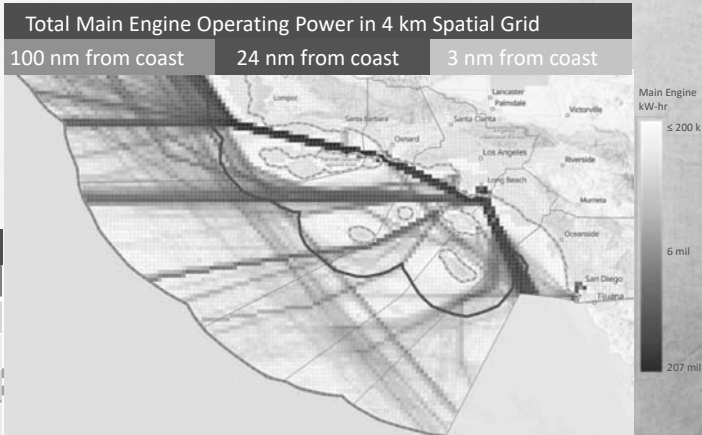 Total Main Engine Operating Power in 4 km Spatial Grid
100 nm from coast 24 nm from coast 3 nm from coast
Main Engine
kW-hr
≤ 200 k
6 mil
207 mil
Lancaster
Palmdale
Lompoc
Victorville
Santa Barbara
Santa Clarita
Oxnard
Los Angeles
Riverside
Long Beach
Murrieta
Oceanside
San Diego
Tijuana